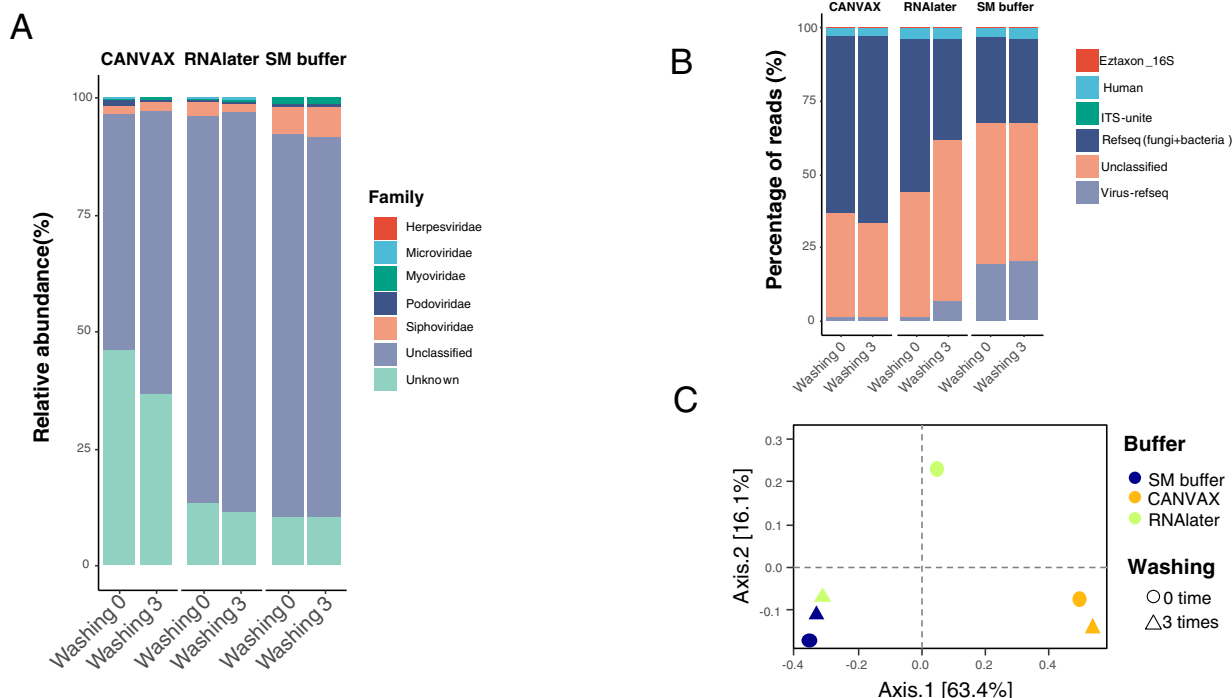 A
CANVAX RNAlater SM buffer
Relative abundance(%)
100
75
50
25
0
Washing 0
Washing 3
Washing 0
Washing 3
Washing 0
Washing 3
Family
Herpesviridae
Microviridae
Myoviridae
Podoviridae
Siphoviridae
Unclassified
Unknown
B
CANVAX RNAlater SM buffer
Percentage of reads (%)
100
75
50
25
0
Washing 0
Washing 3
Washing 0
Washing 3
Washing 0
Washing 3
Eztaxon_16S
Human
ITS-unite
Refseq(fungi+bacteria )
Unclassified
Virus-refseq
C
Axis.2 [16.1%]
0.3
0.2
0.1
0.0
-0.1
-0.4 -0.2 0.0 0.2 0.4
Axis.1 [63.4%]
Buffer
SM buffer
CANVAX
RNAlater
Washing
0 time
3 times